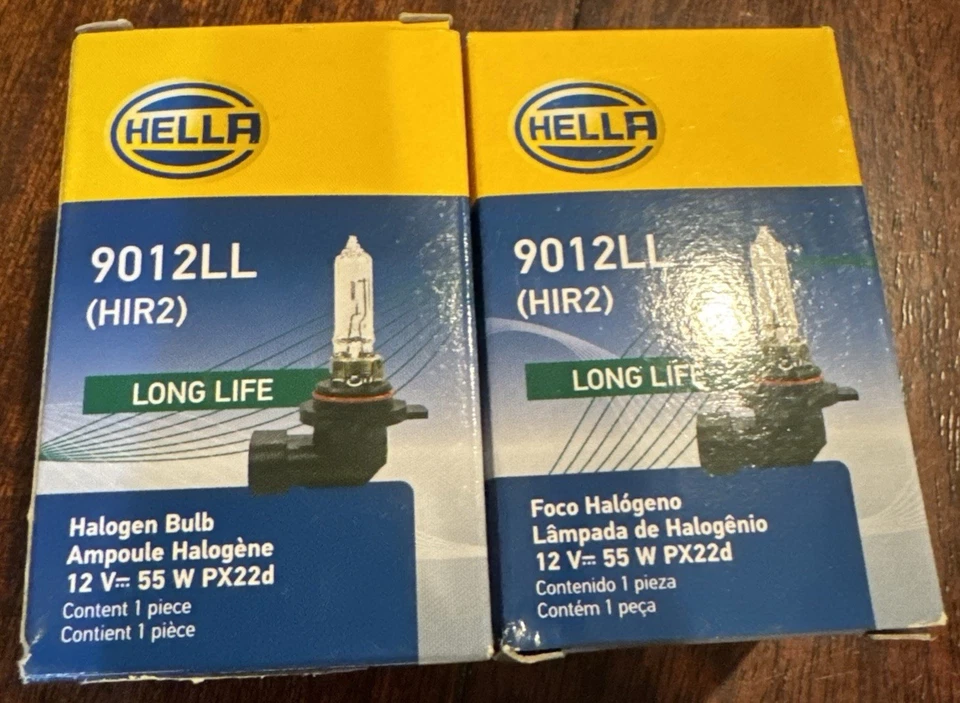 HELLA
9012LL
(HIR2)
LONG LIFE
Halogen Bulb
Ampoule Halogène
12 V⎓ 55 W PX22d
Content 1 piece
Contient 1 pièce
HELLA
9012LL
(HIR2)
LONG LIFE
Foco Halógeno
Lâmpada de Halogênio
12 V⎓ 55 W PX22d
Contenido 1 pieza
Contém 1 peça